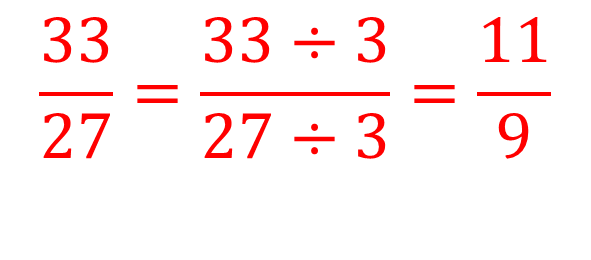 33/27 = (33 ÷ 3)/(27 ÷ 3) = 11/9